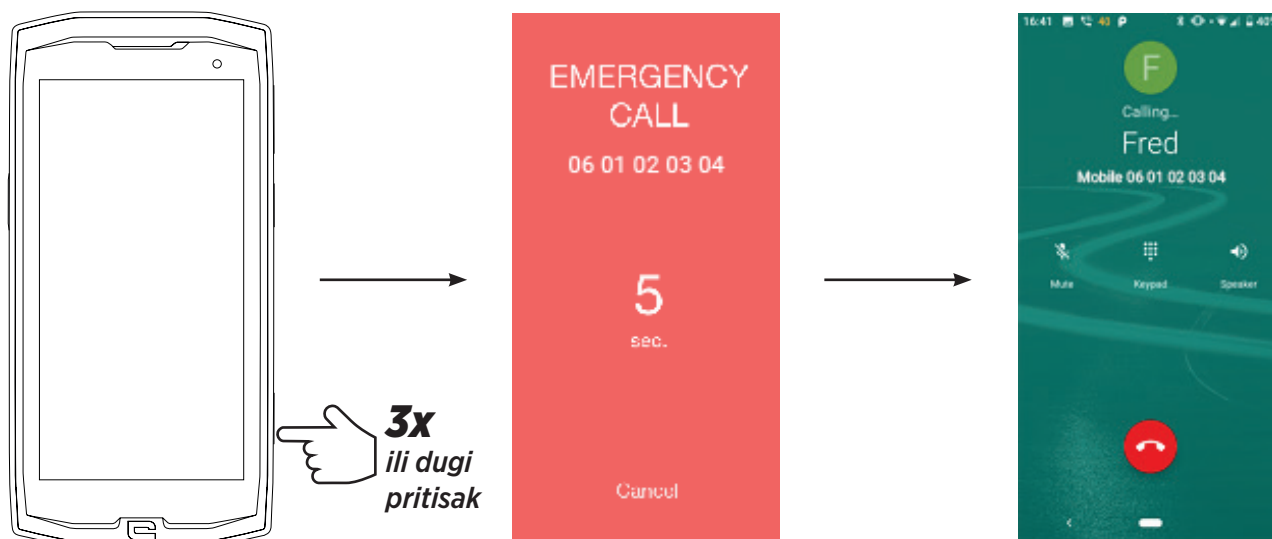 3x
ili dugi
pritisak
EMERGENCY
CALL
06 01 02 03 04
5
sec.
Cancel
16:41 40 P 40%
F
Calling...
Fred
Mobile 06 01 02 03 04
Mute Keypad Speaker